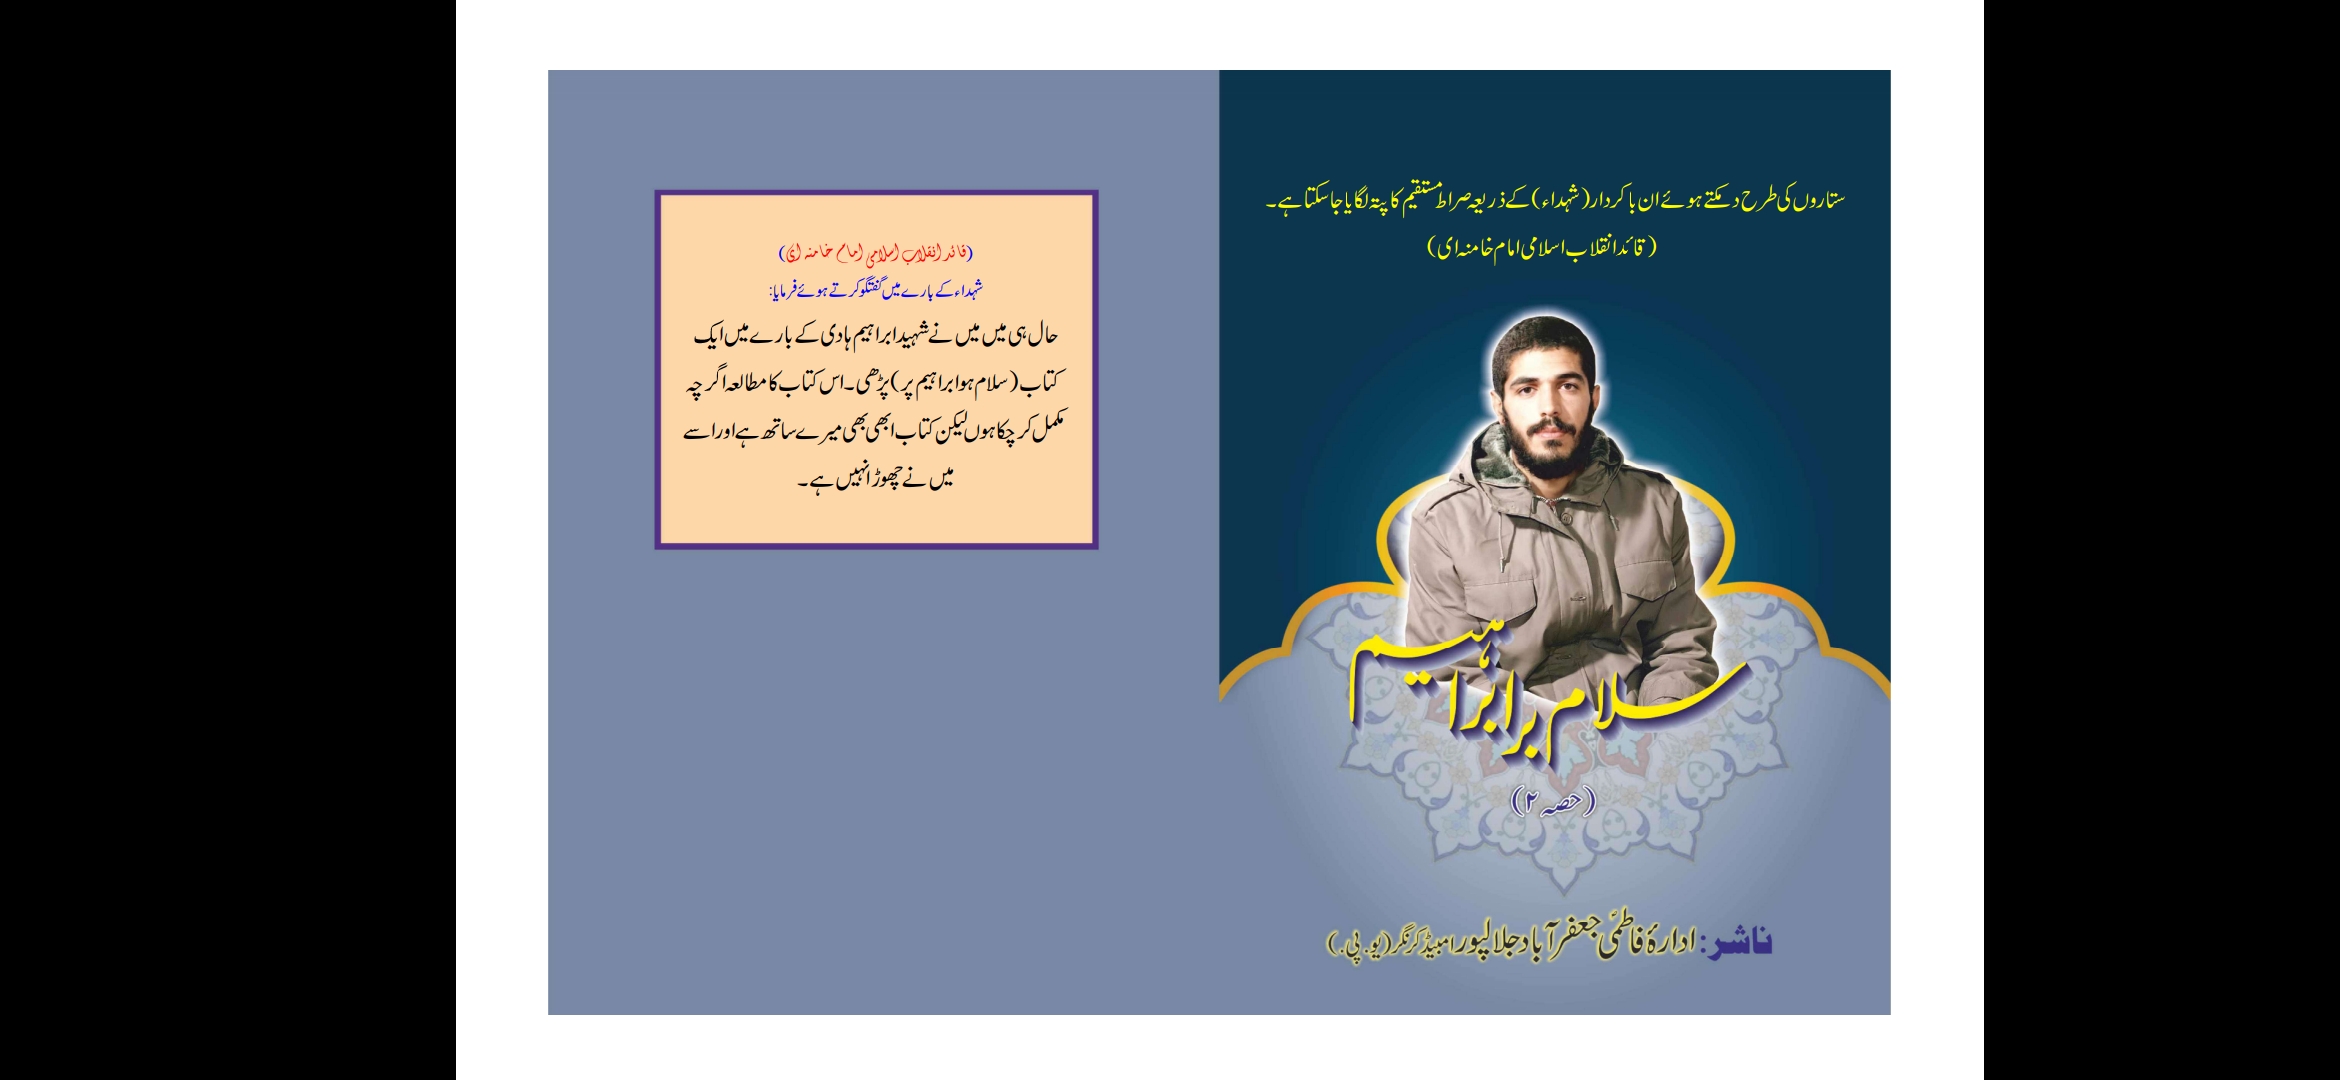 ستاروں کی طرح دمکتے ہوئے ان باکردار (شہداء) کے ذریعہ صراط مستقیم کا پتہ لگایا جاسکتا ہے۔
(قائد انقلاب اسلامی امام خامنہ ای)
سلام بر ابراہیم
(حصہ ۲)
ناشر: ادارۂ فاطمیؑ جعفرآباد جلالپور امبیڈکرنگر (یو۔پی۔)
(قائد انقلاب اسلامی امام خامنہ ای)
شہداء کے بارے میں گفتگو کرتے ہوئے فرمایا:
حال ہی میں میں نے شہید ابراہیم ہادی کے بارے میں ایک
کتاب (سلام ہو ابراہیم پر) پڑھی۔ اس کتاب کا مطالعہ اگر چہ
مکمل کر چکا ہوں لیکن کتاب ابھی بھی میرے ساتھ ہے اور اسے
میں نے چھوڑا نہیں ہے۔